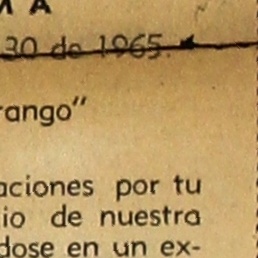 M A
30 de 1965.
rango"
aciones por tu
io de nuestra
dose en un ex-